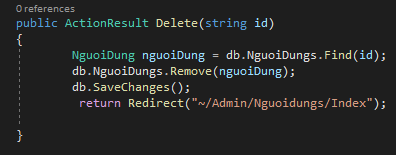 0 references
public ActionResult Delete(string id)
{
NguoiDung nguoiDung = db.NguoiDungs.Find(id);
db.NguoiDungs.Remove(nguoiDung);
db.SaveChanges();
return Redirect("~/Admin/Nguoidungs/Index");
}